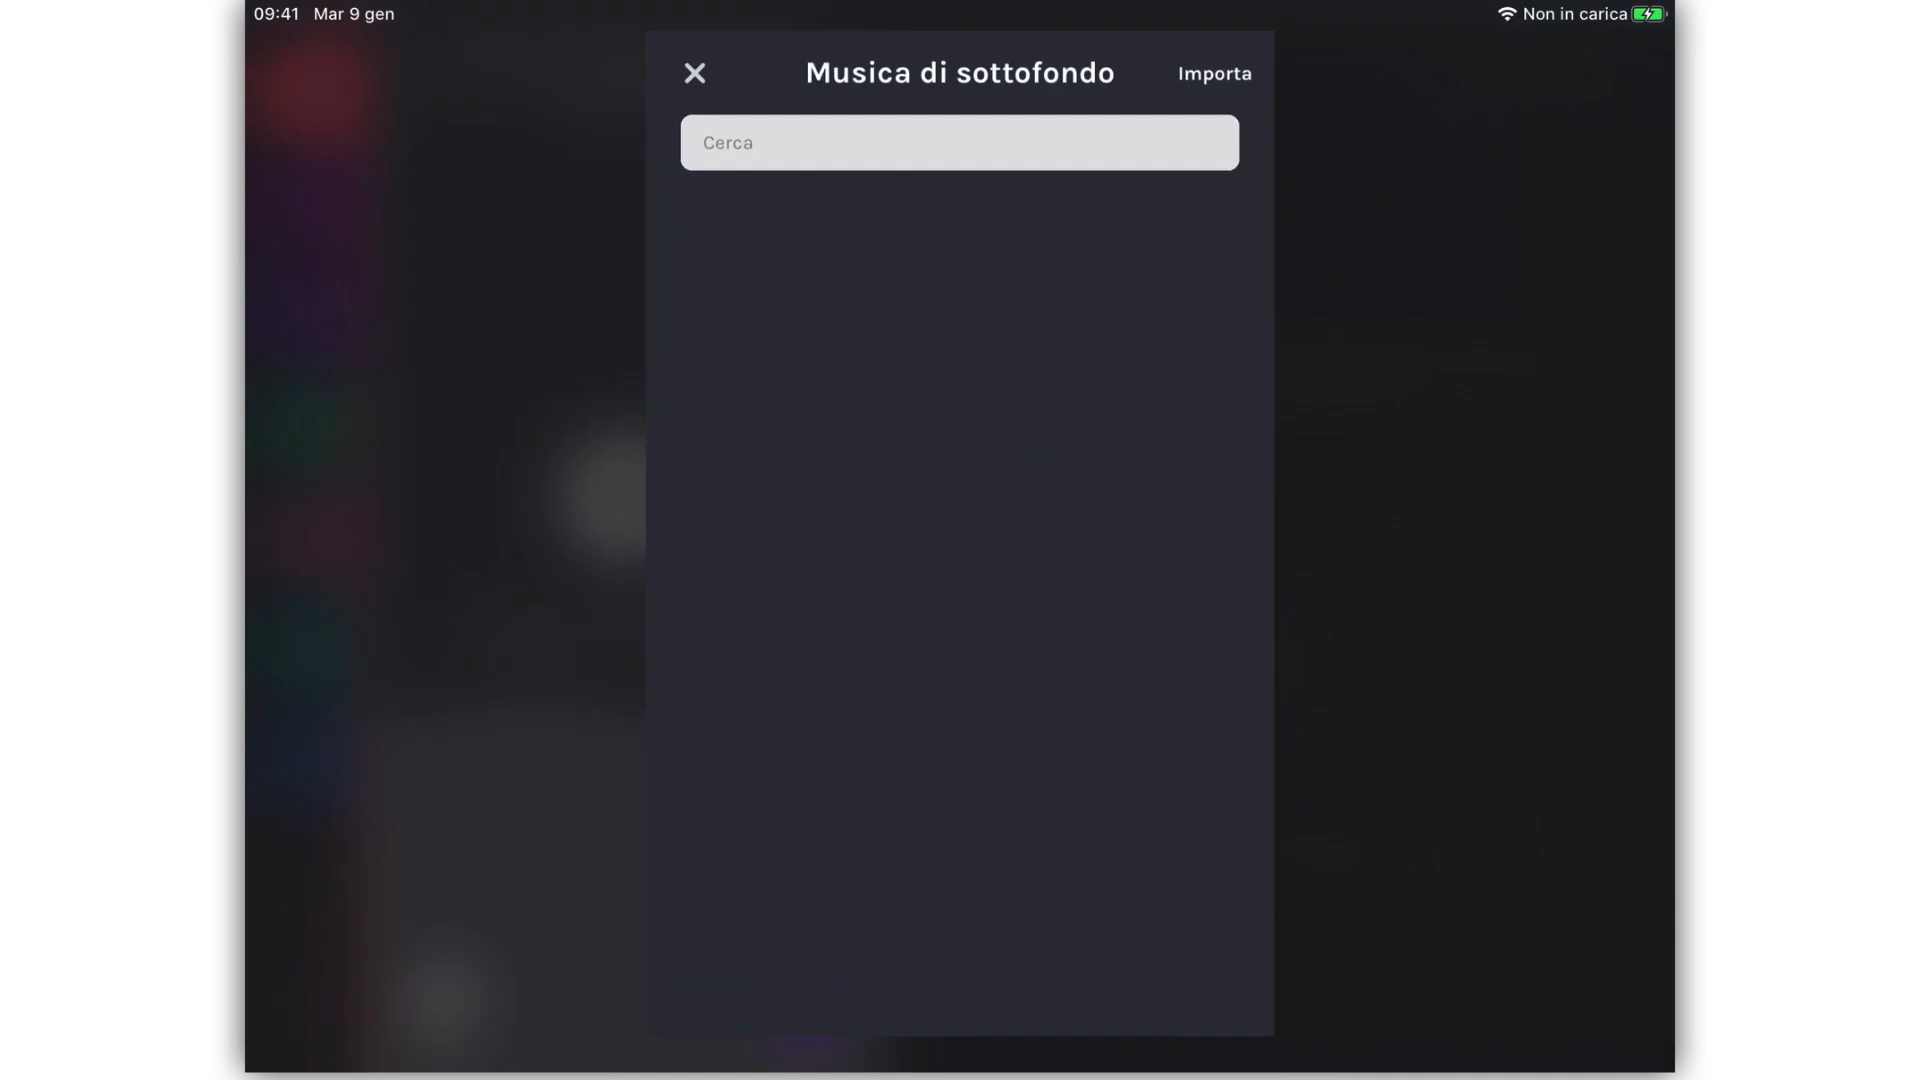 09:41 Mar 9 gen
Non in carica
Musica di sottofondo
Importa
Cerca